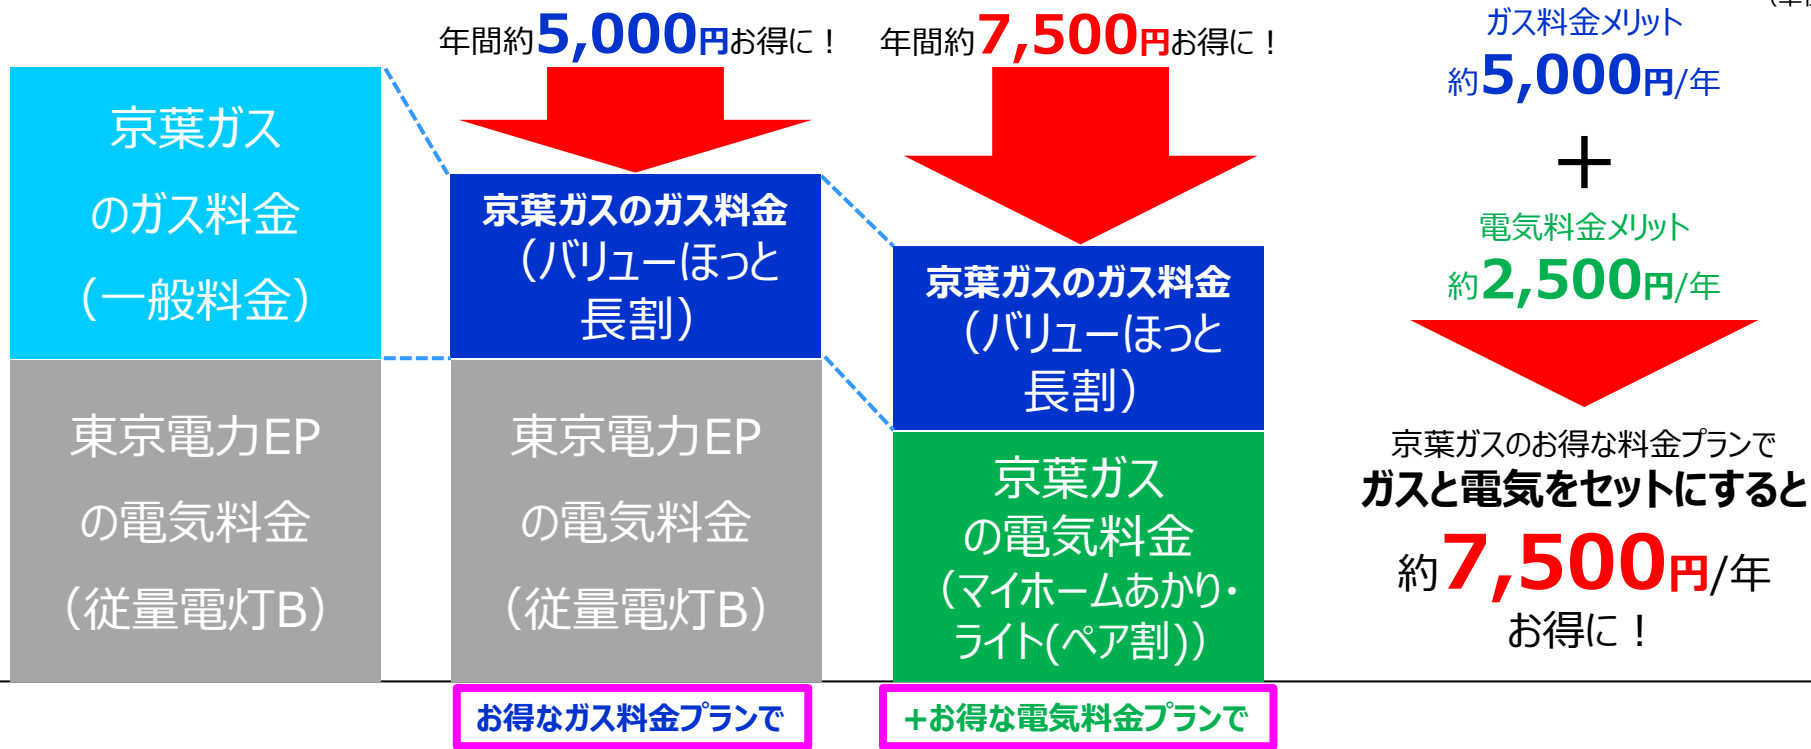 年間約5,000円お得に！
京葉ガス
のガス料金
（一般料金）
東京電力EP
の電気料金
（従量電灯B）
京葉ガスのガス料金
（バリューほっと
長割）
東京電力EP
の電気料金
（従量電灯B）
お得なガス料金プランで
年間約7,500円お得に！
京葉ガスのガス料金
（バリューほっと
長割）
京葉ガス
の電気料金
（マイホームあかり・
ライト(ペア割)）
+お得な電気料金プランで
ガス料金メリット
約5,000円/年
＋
電気料金メリット
約2,500円/年
京葉ガスのお得な料金プランで
ガスと電気をセットにすると
約7,500円/年
お得に！